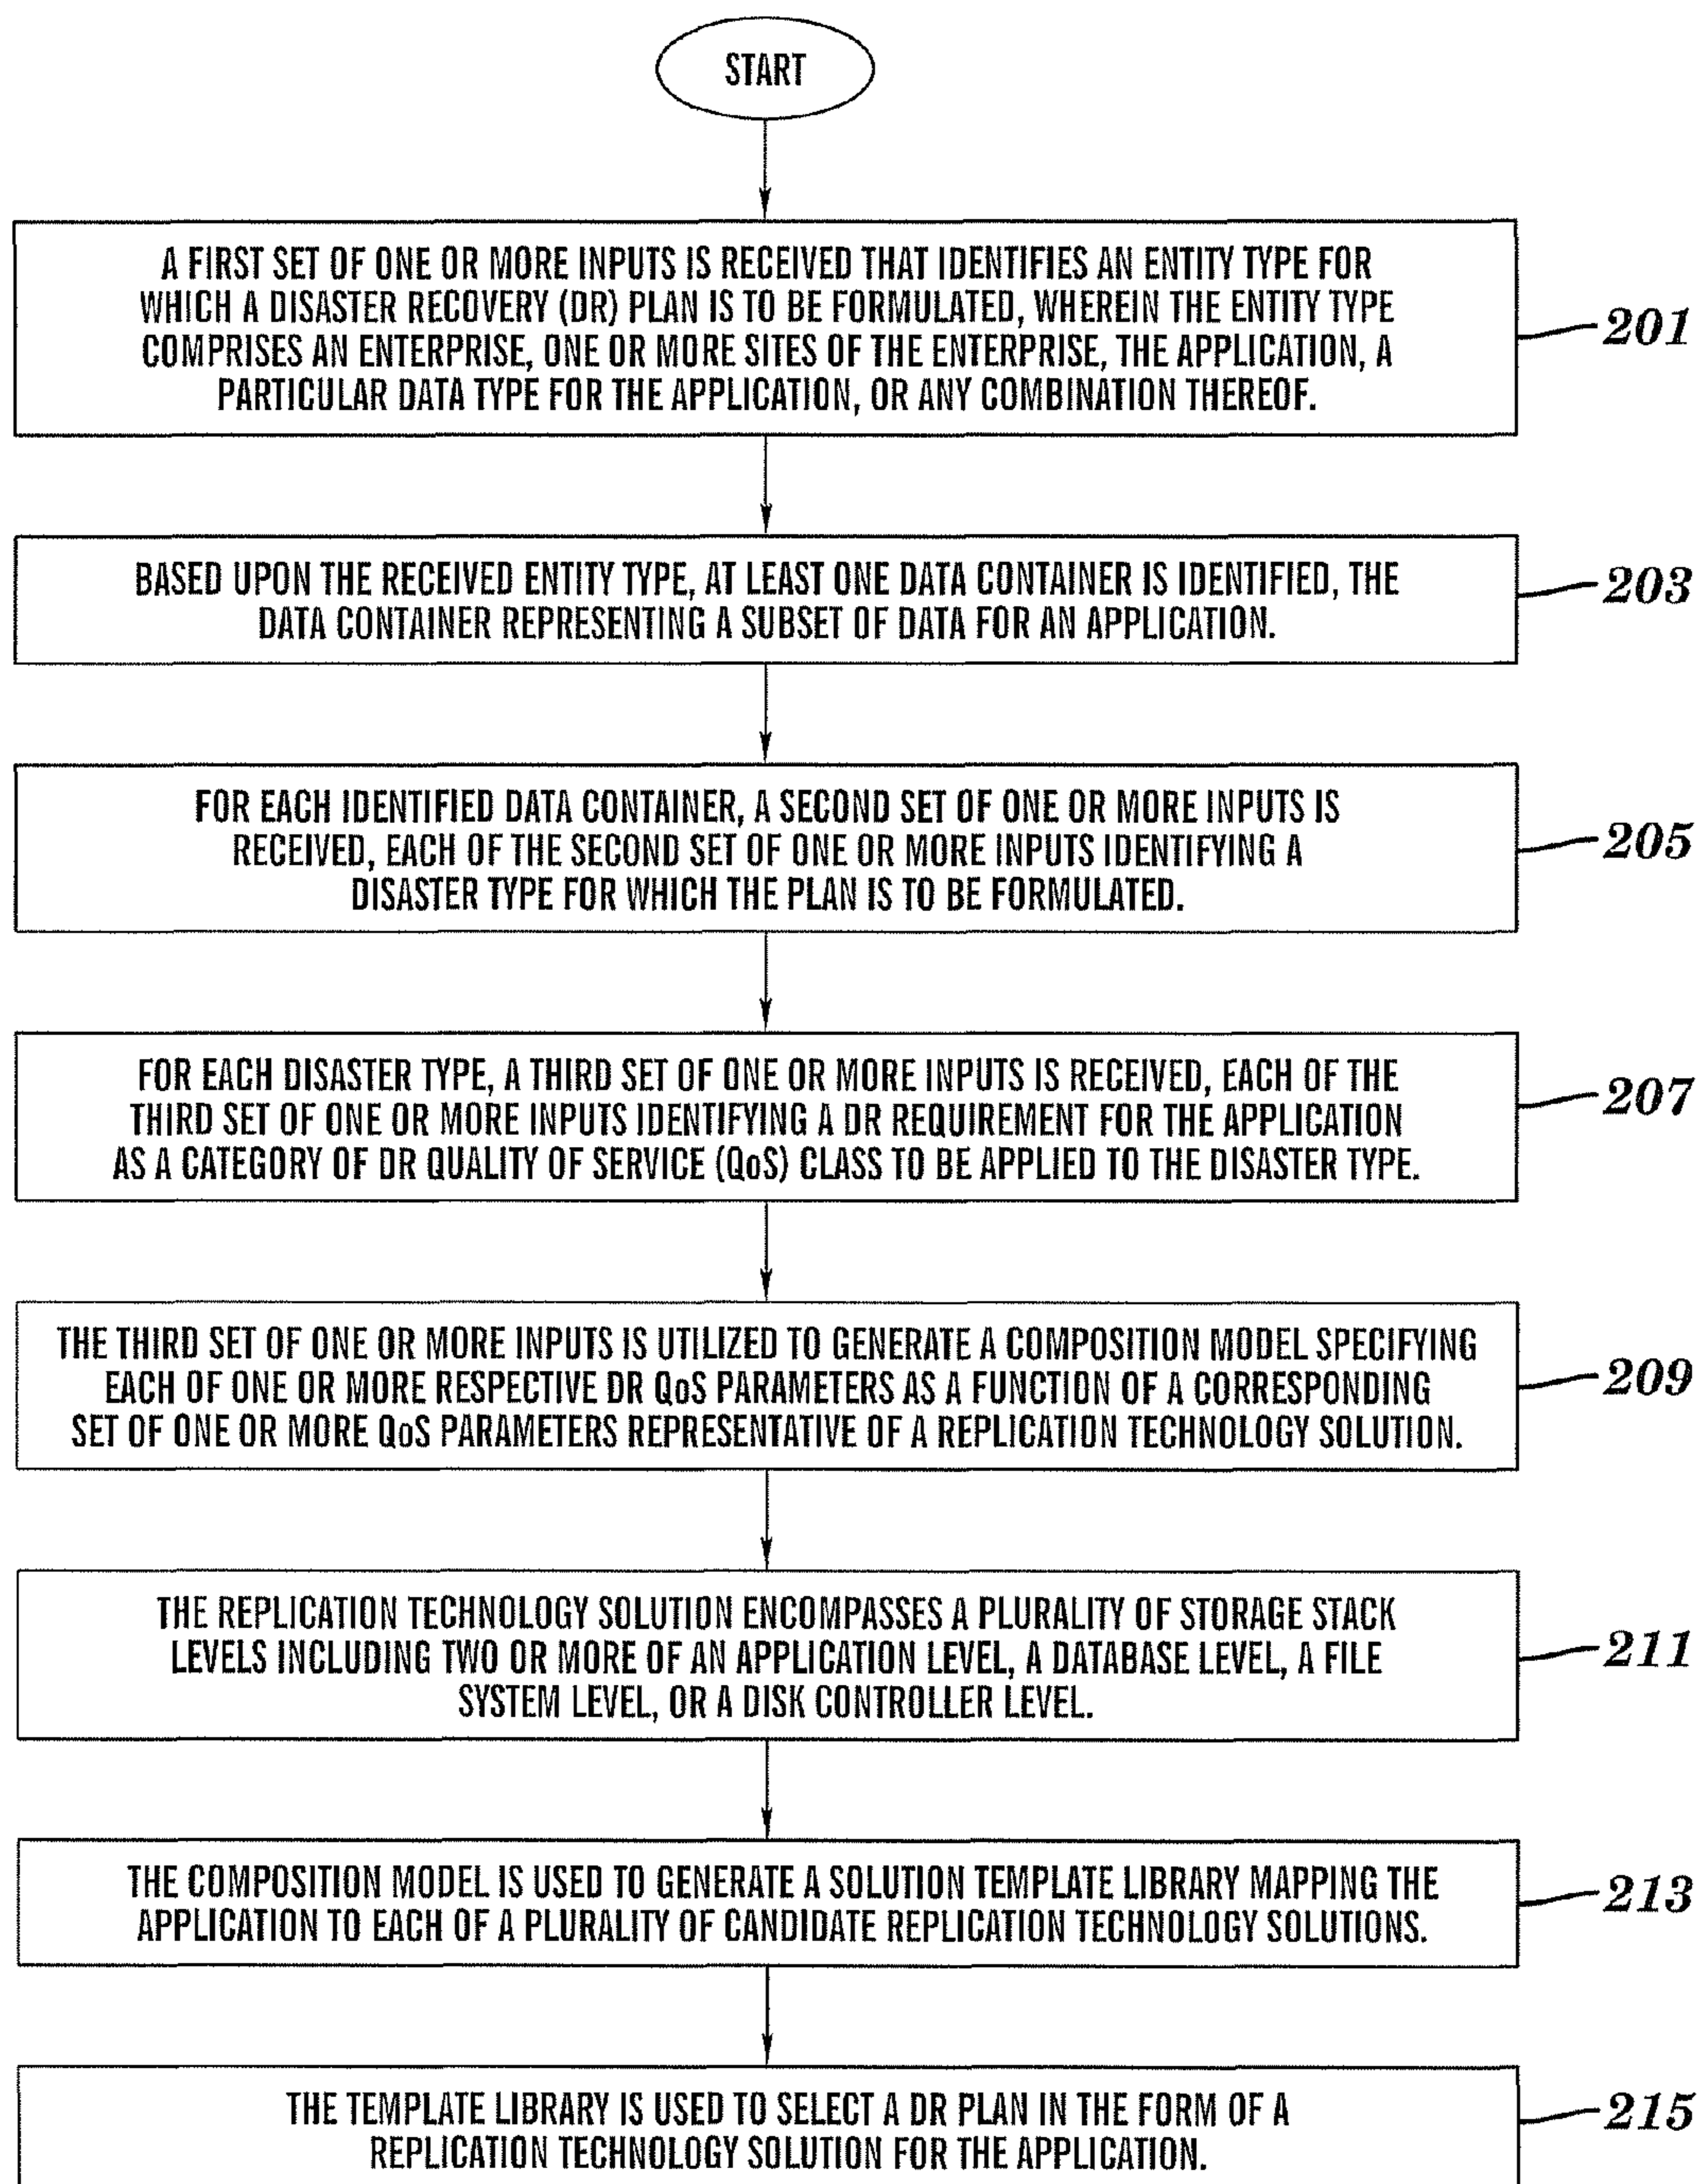 START
A FIRST SET OF ONE OR MORE INPUTS IS RECEIVED THAT IDENTIFIES AN ENTITY TYPE FOR
WHICH A DISASTER RECOVERY (DR) PLAN IS TO BE FORMULATED, WHEREIN THE ENTITY TYPE
COMPRISES AN ENTERPRISE, ONE OR MORE SITES OF THE ENTERPRISE, THE APPLICATION, A
PARTICULAR DATA TYPE FOR THE APPLICATION, OR ANY COMBINATION THEREOF.
201
BASED UPON THE RECEIVED ENTITY TYPE, AT LEAST ONE DATA CONTAINER IS IDENTIFIED, THE
DATA CONTAINER REPRESENTING A SUBSET OF DATA FOR AN APPLICATION.
203
FOR EACH IDENTIFIED DATA CONTAINER, A SECOND SET OF ONE OR MORE INPUTS IS
RECEIVED, EACH OF THE SECOND SET OF ONE OR MORE INPUTS IDENTIFYING A
DISASTER TYPE FOR WHICH THE PLAN IS TO BE FORMULATED.
205
FOR EACH DISASTER TYPE, A THIRD SET OF ONE OR MORE INPUTS IS RECEIVED, EACH OF THE
THIRD SET OF ONE OR MORE INPUTS IDENTIFYING A DR REQUIREMENT FOR THE APPLICATION
AS A CATEGORY OF DR QUALITY OF SERVICE (QoS) CLASS TO BE APPLIED TO THE DISASTER TYPE.
207
THE THIRD SET OF ONE OR MORE INPUTS IS UTILIZED TO GENERATE A COMPOSITION MODEL SPECIFYING
EACH OF ONE OR MORE RESPECTIVE DR QoS PARAMETERS AS A FUNCTION OF A CORRESPONDING
SET OF ONE OR MORE QoS PARAMETERS REPRESENTATIVE OF A REPLICATION TECHNOLOGY SOLUTION.
209
THE REPLICATION TECHNOLOGY SOLUTION ENCOMPASSES A PLURALITY OF STORAGE STACK
LEVELS INCLUDING TWO OR MORE OF AN APPLICATION LEVEL, A DATABASE LEVEL, A FILE
SYSTEM LEVEL, OR A DISK CONTROLLER LEVEL.
211
THE COMPOSITION MODEL IS USED TO GENERATE A SOLUTION TEMPLATE LIBRARY MAPPING THE
APPLICATION TO EACH OF A PLURALITY OF CANDIDATE REPLICATION TECHNOLOGY SOLUTIONS.
213
THE TEMPLATE LIBRARY IS USED TO SELECT A DR PLAN IN THE FORM OF A
REPLICATION TECHNOLOGY SOLUTION FOR THE APPLICATION.
215